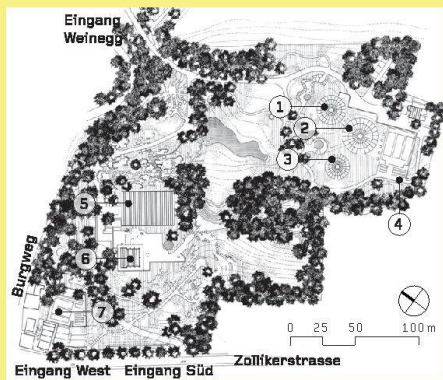 Eingang
Weinegg
1
2
3
4
5
6
7
Burgweg
0 25 50 100 m
Zollikerstrasse
Eingang West Eingang Süd